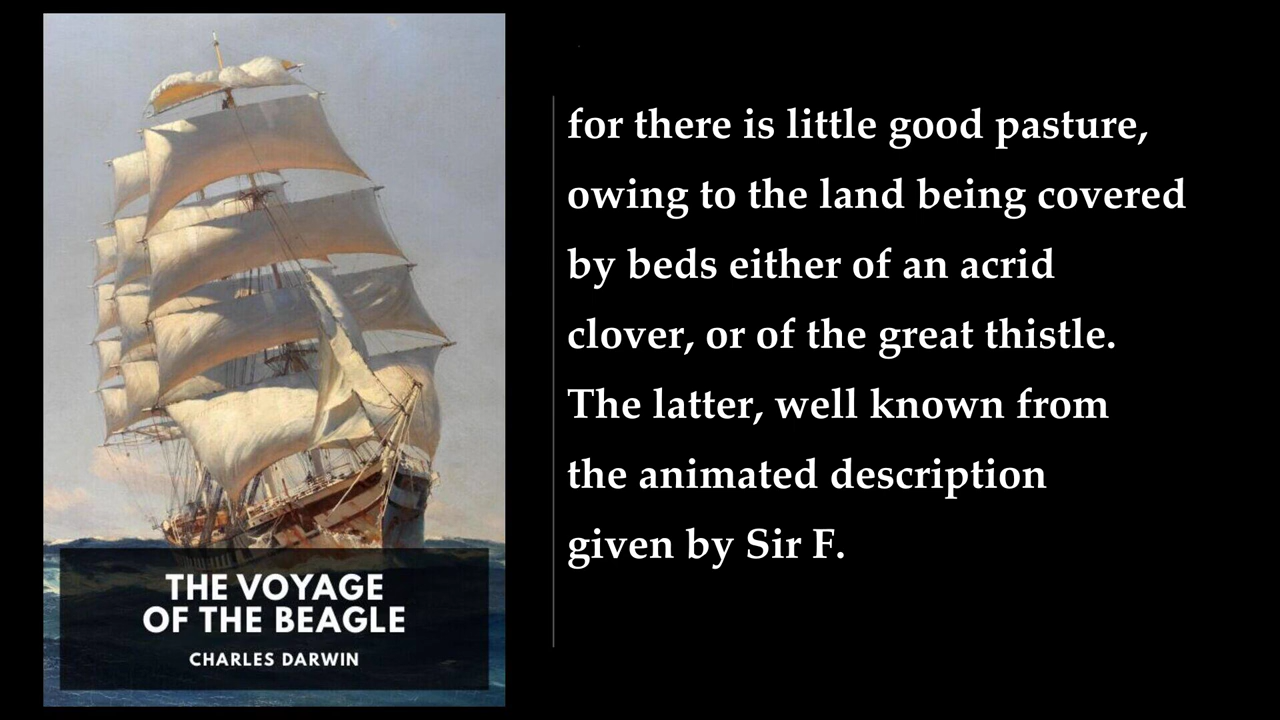 for there is little good pasture,
owing to the land being covered
by beds either of an acrid
clover, or of the great thistle.
The latter, well known from
the animated description
given by Sir F.
THE VOYAGE
OF THE BEAGLE
CHARLES DARWIN